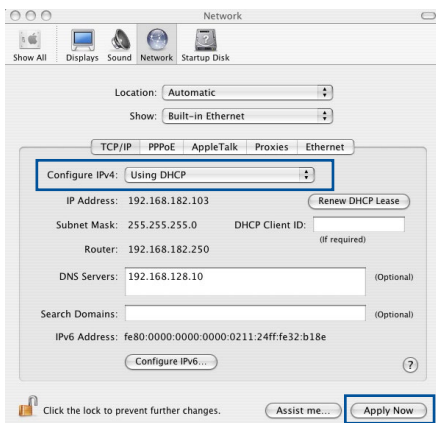 Network
Show All Displays Sound Network Startup Disk
Location: Automatic
Show: Built-in Ethernet
TCP/IP PPPoE AppleTalk Proxies Ethernet
Configure IPv4: Using DHCP
IP Address: 192.168.182.103 Renew DHCP Lease
Subnet Mask: 255.255.255.0 DHCP Client ID:
(If required)
Router: 192.168.182.250
DNS Servers: 192.168.128.10 (Optional)
Search Domains: (Optional)
IPv6 Address: fe80:0000:0000:0000:0211:24ff:fe32:b18e
Configure IPv6... ?
Click the lock to prevent further changes. Assist me... Apply Now